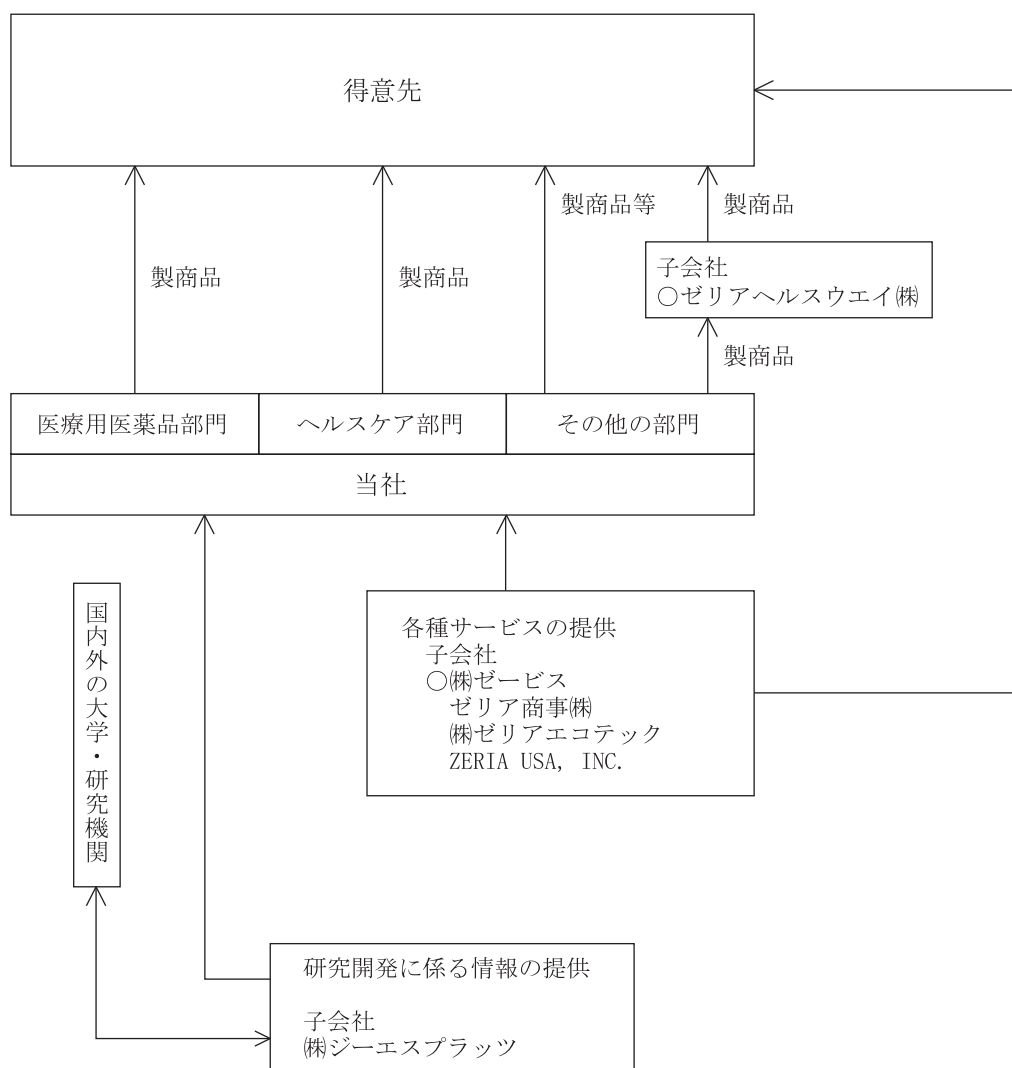 得意先
製商品等
製商品
製商品
製商品
子会社
○ゼリアヘルスウエイ㈱
製商品
医療用医薬品部門
ヘルスケア部門
その他の部門
当社
国内外の大学・研究機関
各種サービスの提供
子会社
○㈱ゼービス
ゼリア商事㈱
㈱ゼリアエコテック
ZERIA USA, INC.
研究開発に係る情報の提供
子会社
㈱ジーエスプラッツ